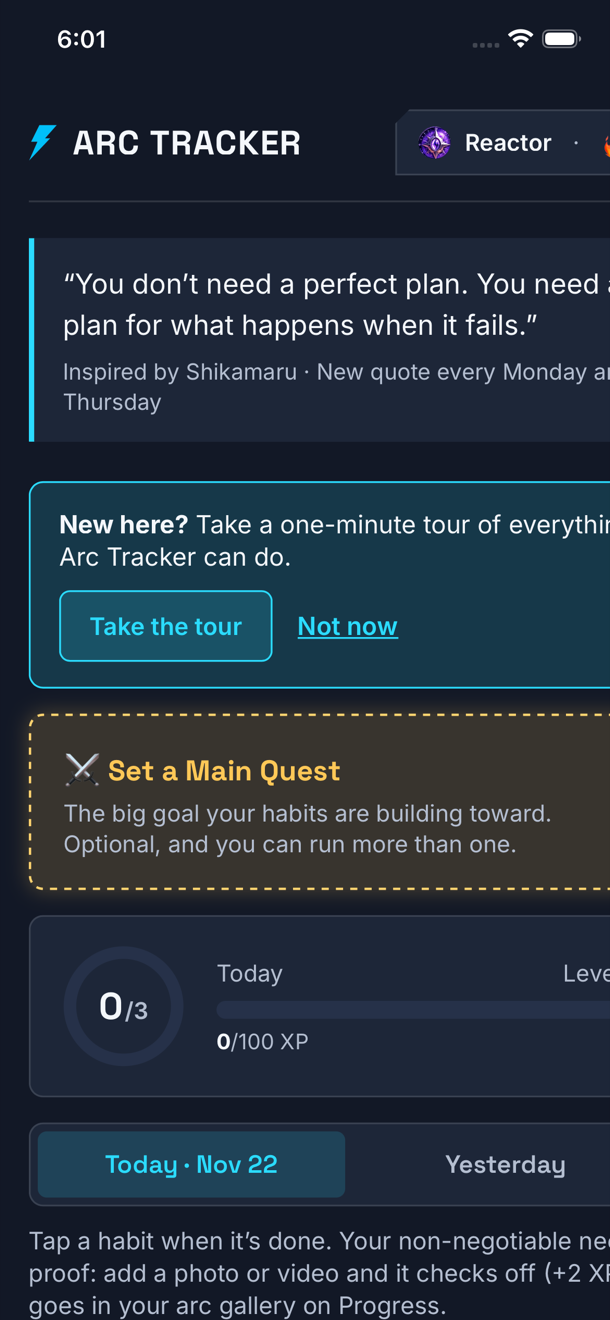 6:01
ARC TRACKER
Reactor ·
“You don’t need a perfect plan. You need
plan for what happens when it fails.”
Inspired by Shikamaru · New quote every Monday
Thursday
New here? Take a one-minute tour of
Arc Tracker can do.
Take the tour
Not now
Set a Main Quest
The big goal your habits are building toward.
Optional, and you can run more than one.
0/3
Today
0/100 XP
Today · Nov 22
Yesterday
Tap a habit when it’s done. Your non-negotiable
proof: add a photo or video and it checks off (+2
goes in your arc gallery on Progress.